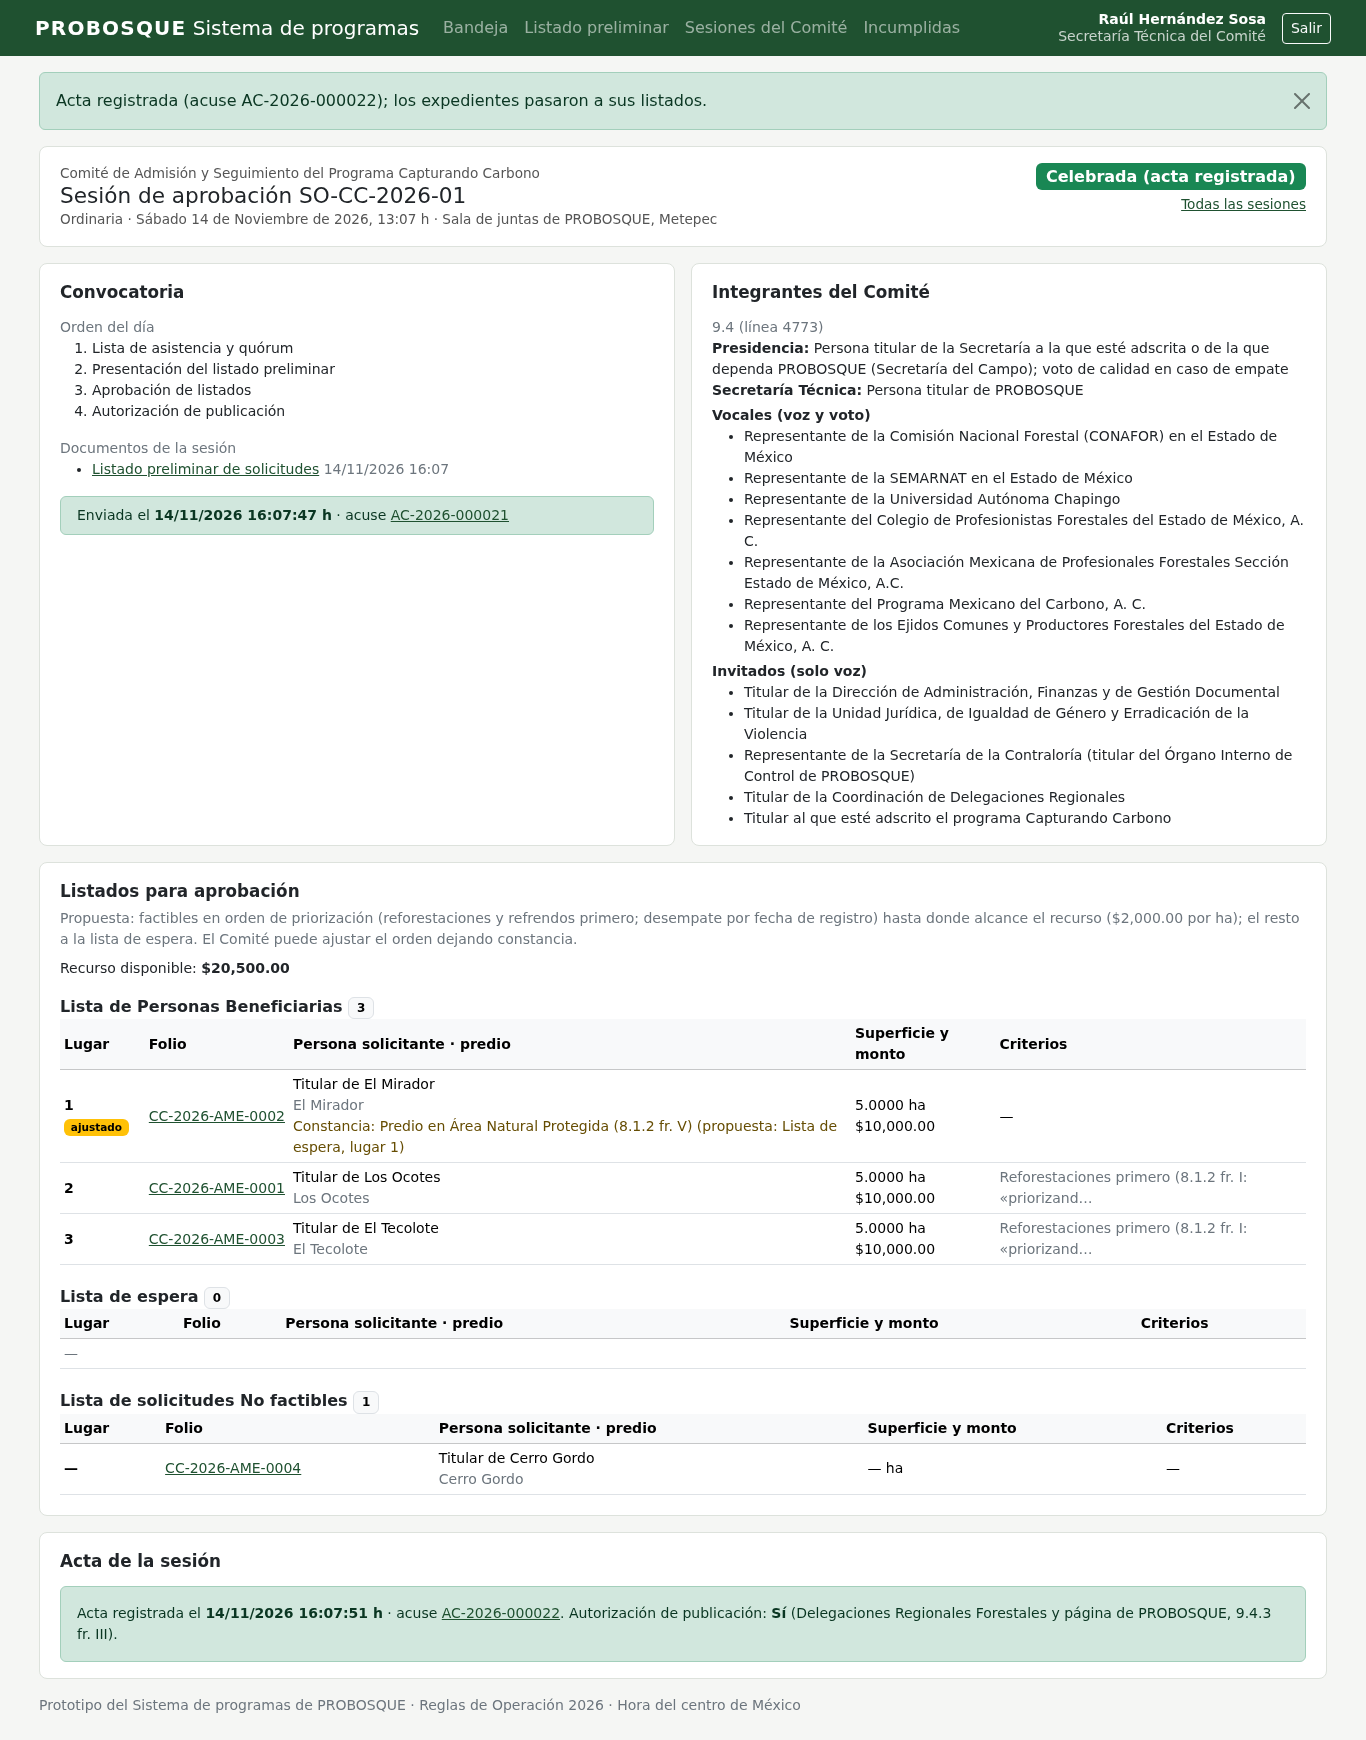 PROBOSQUE Sistema de programas Bandeja Listado preliminar Sesiones del Comité Incumplidas
Raúl Hernández Sosa
Secretaría Técnica del Comité
Salir
Acta registrada (acuse AC-2026-000022); los expedientes pasaron a sus listados.
Comité de Admisión y Seguimiento del Programa Capturando Carbono
Sesión de aprobación SO-CC-2026-01
Ordinaria · Sábado 14 de Noviembre de 2026, 13:07 h · Sala de juntas de PROBOSQUE, Metepec
Celebrada (acta registrada)
Todas las sesiones
Convocatoria
Orden del día
1. Lista de asistencia y quórum
2. Presentación del listado preliminar
3. Aprobación de listados
4. Autorización de publicación
Documentos de la sesión
• Listado preliminar de solicitudes 14/11/2026 16:07
Enviada el 14/11/2026 16:07:47 h · acuse AC-2026-000021
Integrantes del Comité
9.4 (línea 4773)
Presidencia: Persona titular de la Secretaría a la que esté adscrita o de la que
dependa PROBOSQUE (Secretaría del Campo); voto de calidad en caso de empate
Secretaría Técnica: Persona titular de PROBOSQUE
Vocales (voz y voto)
• Representante de la Comisión Nacional Forestal (CONAFOR) en el Estado de
México
• Representante de la SEMARNAT en el Estado de México
• Representante de la Universidad Autónoma Chapingo
• Representante del Colegio de Profesionistas Forestales del Estado de México, A.
C.
• Representante de la Asociación Mexicana de Profesionales Forestales Sección
Estado de México, A.C.
• Representante del Programa Mexicano del Carbono, A. C.
• Representante de los Ejidos Comunes y Productores Forestales del Estado de
México, A. C.
Invitados (solo voz)
• Titular de la Dirección de Administración, Finanzas y de Gestión Documental
• Titular de la Unidad Jurídica, de Igualdad de Género y Erradicación de la
Violencia
• Representante de la Secretaría de la Contraloría (titular del Órgano Interno de
Control de PROBOSQUE)
• Titular de la Coordinación de Delegaciones Regionales
• Titular al que esté adscrito el programa Capturando Carbono
Listados para aprobación
Propuesta: factibles en orden de priorización (reforestaciones y refrendos primero; desempate por fecha de registro) hasta donde alcance el recurso ($2,000.00 por ha); el resto
a la lista de espera. El Comité puede ajustar el orden dejando constancia.
Recurso disponible: $20,500.00
Lista de Personas Beneficiarias 3
Lugar Folio Persona solicitante · predio Superficie y monto Criterios
1 ajustado CC-2026-AME-0002 Titular de El Mirador
El Mirador
Constancia: Predio en Área Natural Protegida (8.1.2 fr. V) (propuesta: Lista de
espera, lugar 1)
5.0000 ha
$10,000.00
—
2 CC-2026-AME-0001 Titular de Los Ocotes
Los Ocotes
5.0000 ha
$10,000.00
Reforestaciones primero (8.1.2 fr. I:
«priorizand...
3 CC-2026-AME-0003 Titular de El Tecolote
El Tecolote
5.0000 ha
$10,000.00
Reforestaciones primero (8.1.2 fr. I:
«priorizand...
Lista de espera 0
Lugar Folio Persona solicitante · predio Superficie y monto Criterios
—
Lista de solicitudes No factibles 1
Lugar Folio Persona solicitante · predio Superficie y monto Criterios
— CC-2026-AME-0004 Titular de Cerro Gordo
Cerro Gordo
— ha
—
Acta de la sesión
Acta registrada el 14/11/2026 16:07:51 h · acuse AC-2026-000022. Autorización de publicación: Sí (Delegaciones Regionales Forestales y página de PROBOSQUE, 9.4.3
fr. III).
Prototipo del Sistema de programas de PROBOSQUE · Reglas de Operación 2026 · Hora del centro de México